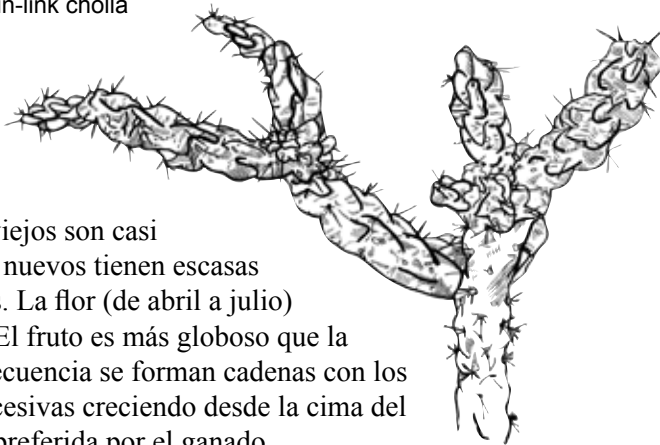 n-link cholla
viejos son casi
nuevos tienen escasas
s. La flor (de abril a julio)
El fruto es más globoso que la
ecuencia se forman cadenas con los
cesivas creciendo desde la cima del
preferida por el ganado